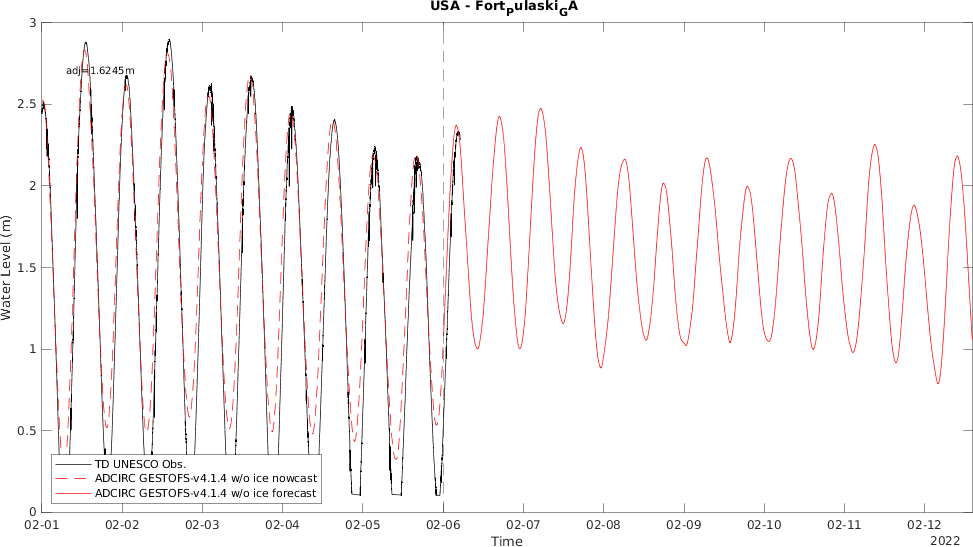 USA - FortPulaskiGA
3
adj=1.6245m
2.5
2
Water Level (m)
1.5
1
0.5
TD UNESCO Obs.
ADCIRC GESTOFS-v4.1.4 w/o ice nowcast
ADCIRC GESTOFS-v4.1.4 w/o ice forecast
0
02-01 02-02 02-03 02-04 02-05 02-06 02-07 02-08 02-09 02-10 02-11 02-12
Time
2022